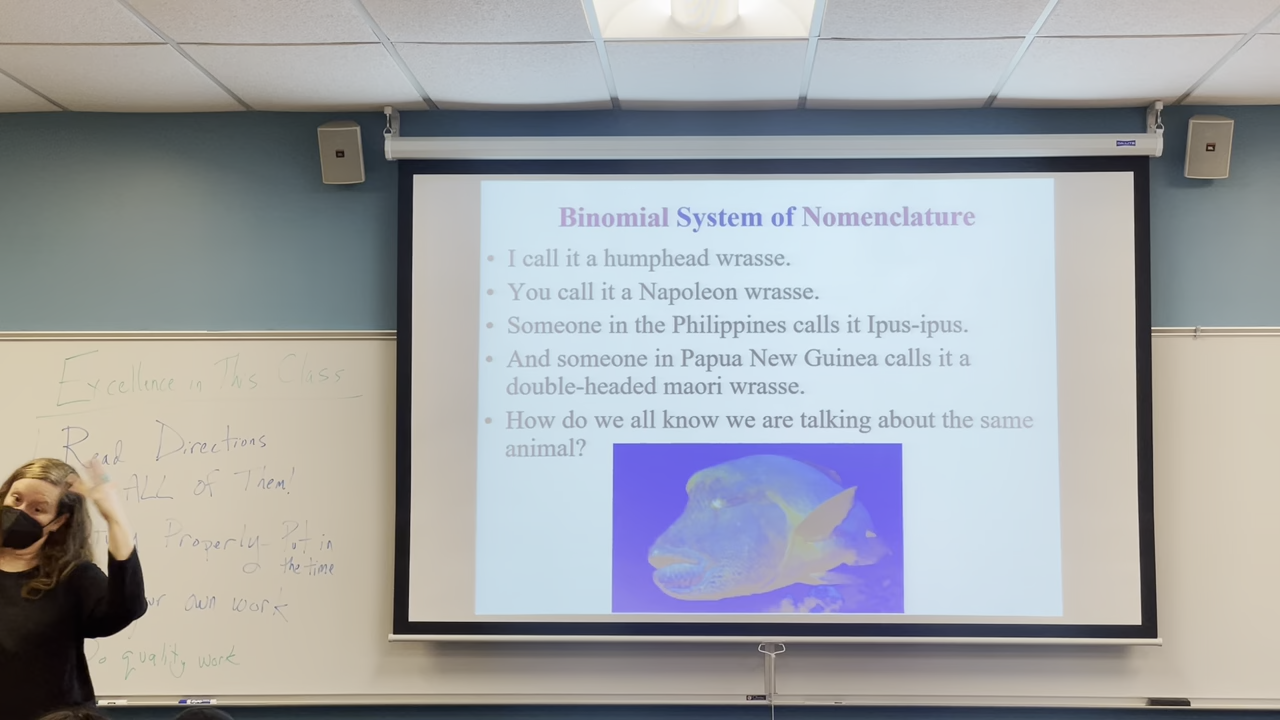 Binomial System of Nomenclature
• I call it a humphead wrasse.
• You call it a Napoleon wrasse.
• Someone in the Philippines calls it Ipus-ipus.
• And someone in Papua New Guinea calls it a
double-headed maori wrasse.
• How do we all know we are talking about the same
animal?
Excellence in This Class
Read Directions
ALL of Them!
Properly - Put in
the time
own work
Do quality work